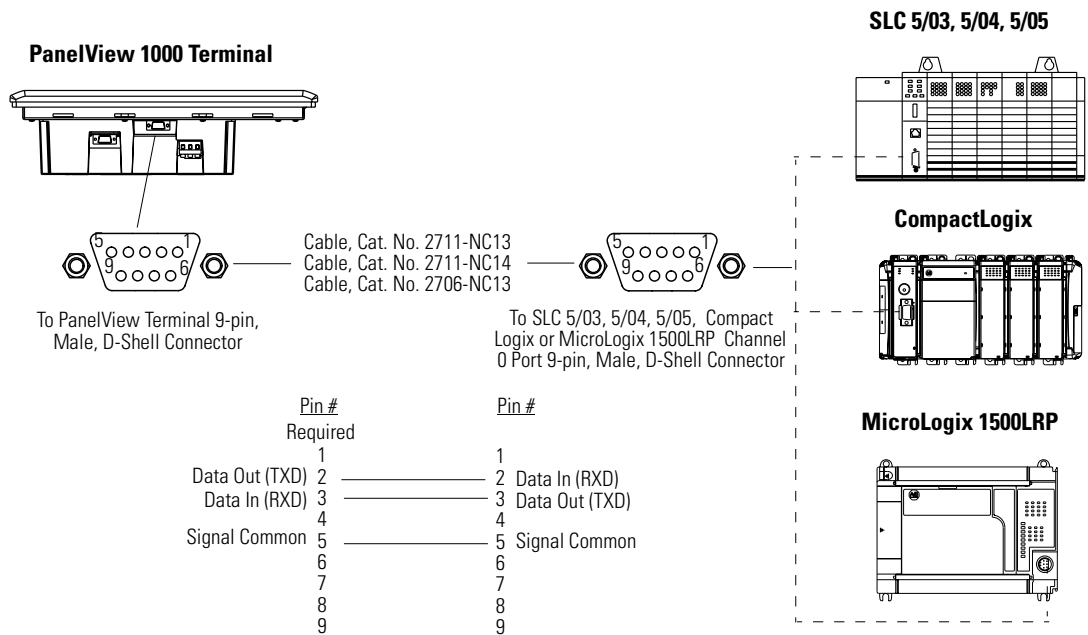 SLC 5/03, 5/04, 5/05
PanelView 1000 Terminal
CompactLogix
5 1
9 6
Cable, Cat. No. 2711-NC13
Cable, Cat. No. 2711-NC14
Cable, Cat. No. 2706-NC13
5 1
9 6
To PanelView Terminal 9-pin,
Male, D-Shell Connector
To SLC 5/03, 5/04, 5/05, Compact
Logix or MicroLogix 1500LRP Channel
0 Port 9-pin, Male, D-Shell Connector
MicroLogix 1500LRP
Pin # Pin #
Required
1 1
Data Out (TXD) 2 2 Data In (RXD)
Data In (RXD) 3 3 Data Out (TXD)
4 4
Signal Common 5 5 Signal Common
6 6
7 7
8 8
9 9